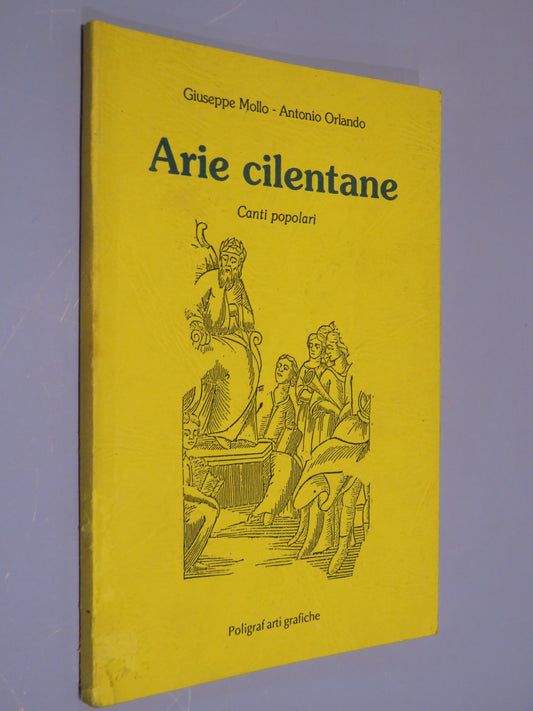 Giuseppe Mollo - Antonio Orlando
Arie cilentane
Canti popolari
Poligraf arti grafiche